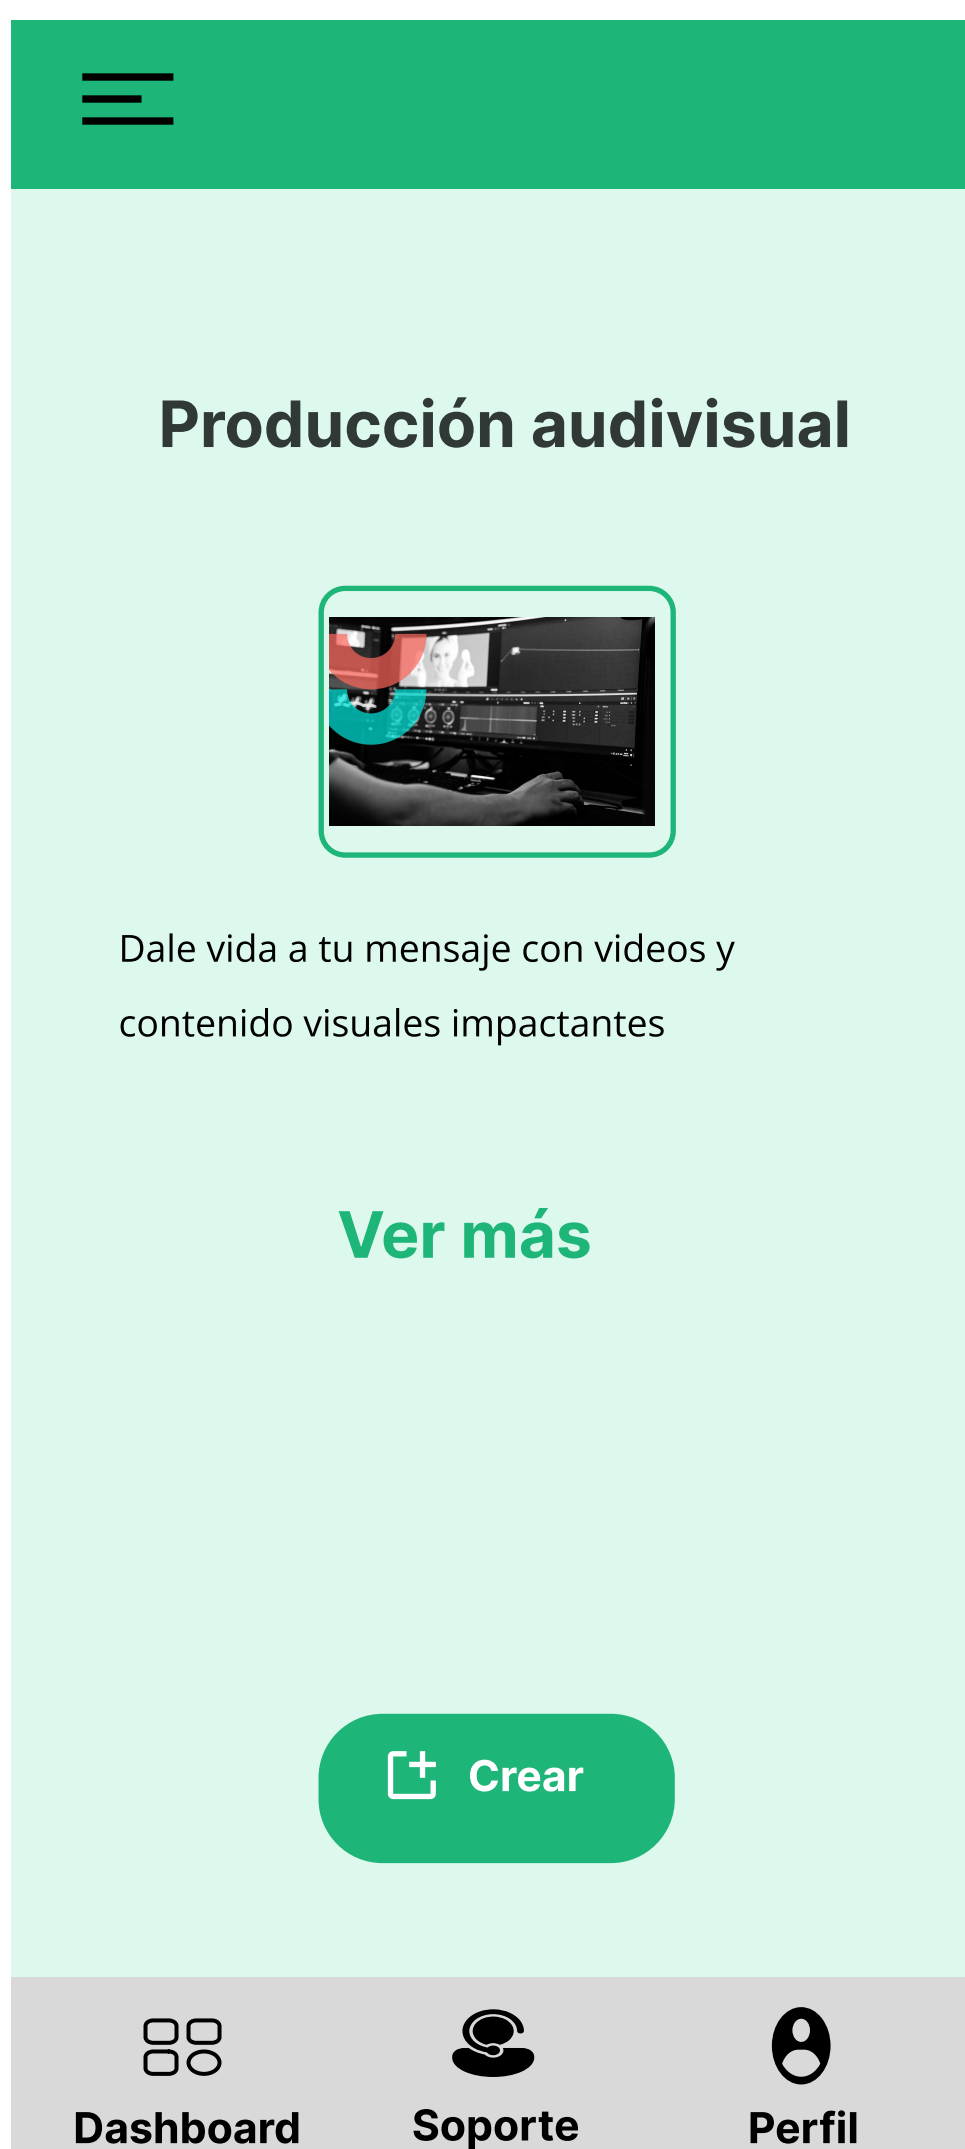 Producción audivisual
Dale vida a tu mensaje con videos y
contenido visuales impactantes
Ver más
Crear
Dashboard
Soporte
Perfil